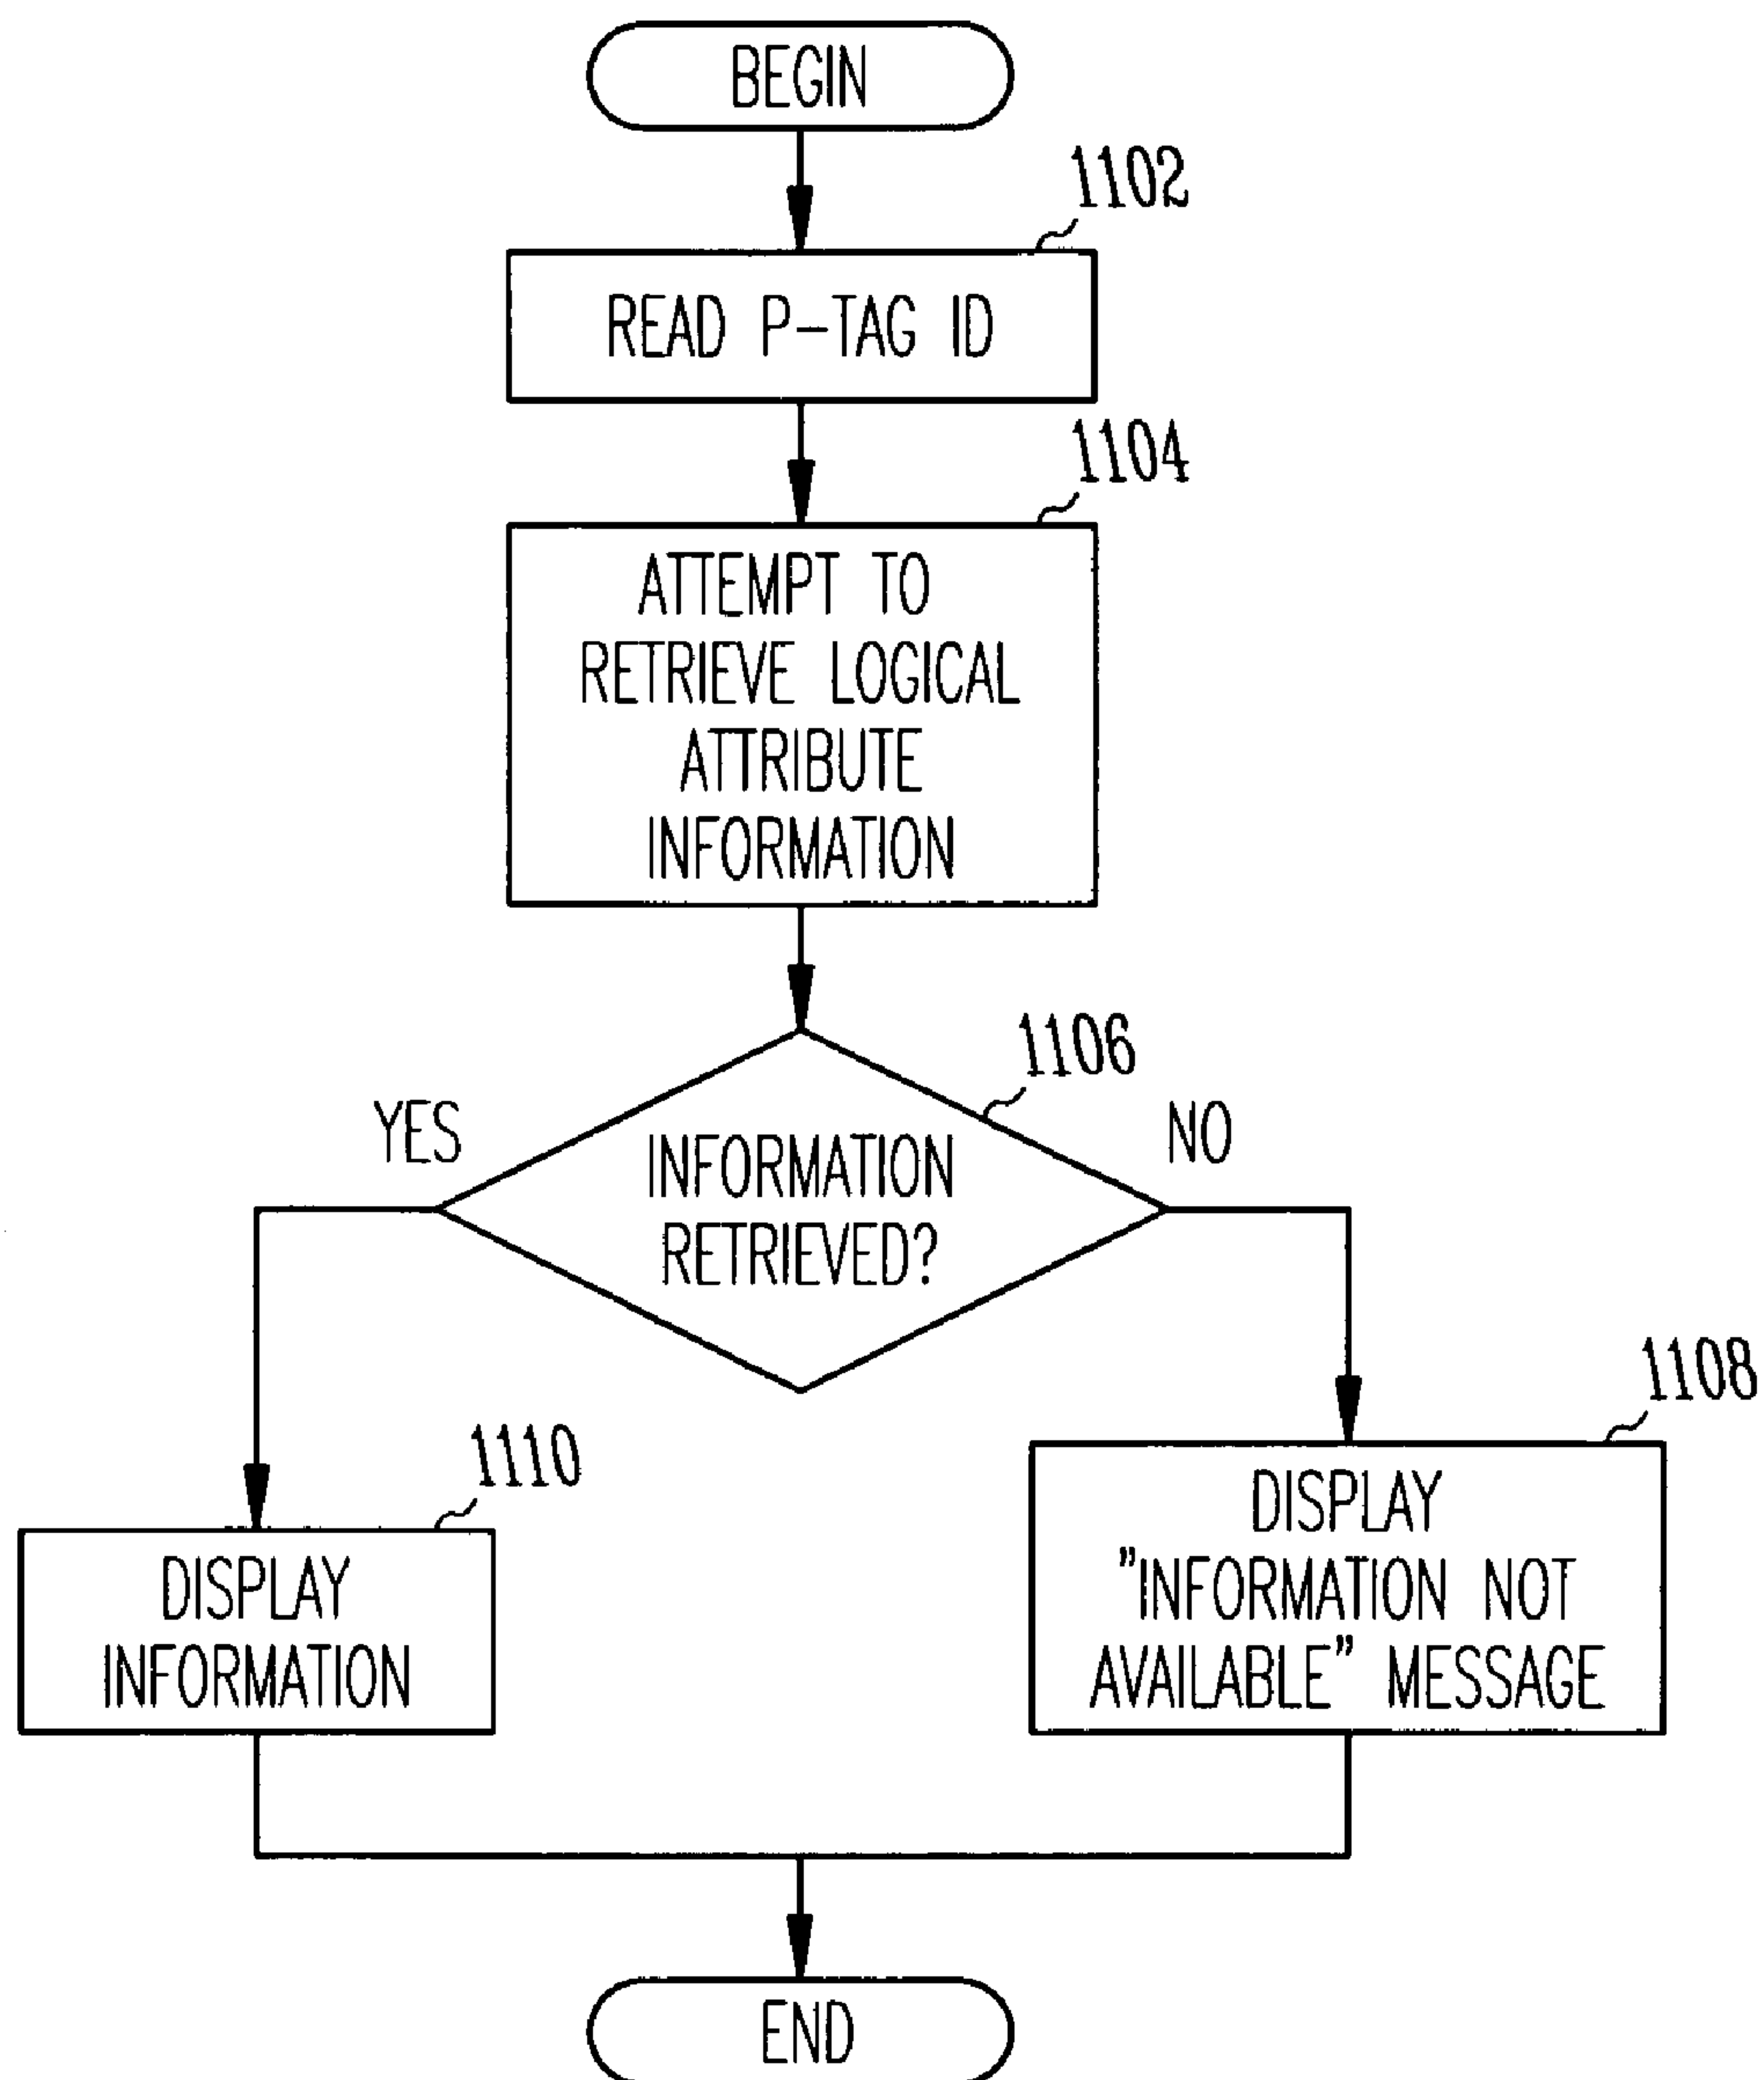 BEGIN
1102
READ P-TAG ID
1104
ATTEMPT TO
RETRIEVE LOGICAL
ATTRIBUTE
INFORMATION
1106
YES
NO
INFORMATION
RETRIEVED?
1108
1110
DISPLAY
INFORMATION
DISPLAY
"INFORMATION NOT
AVAILABLE" MESSAGE
END